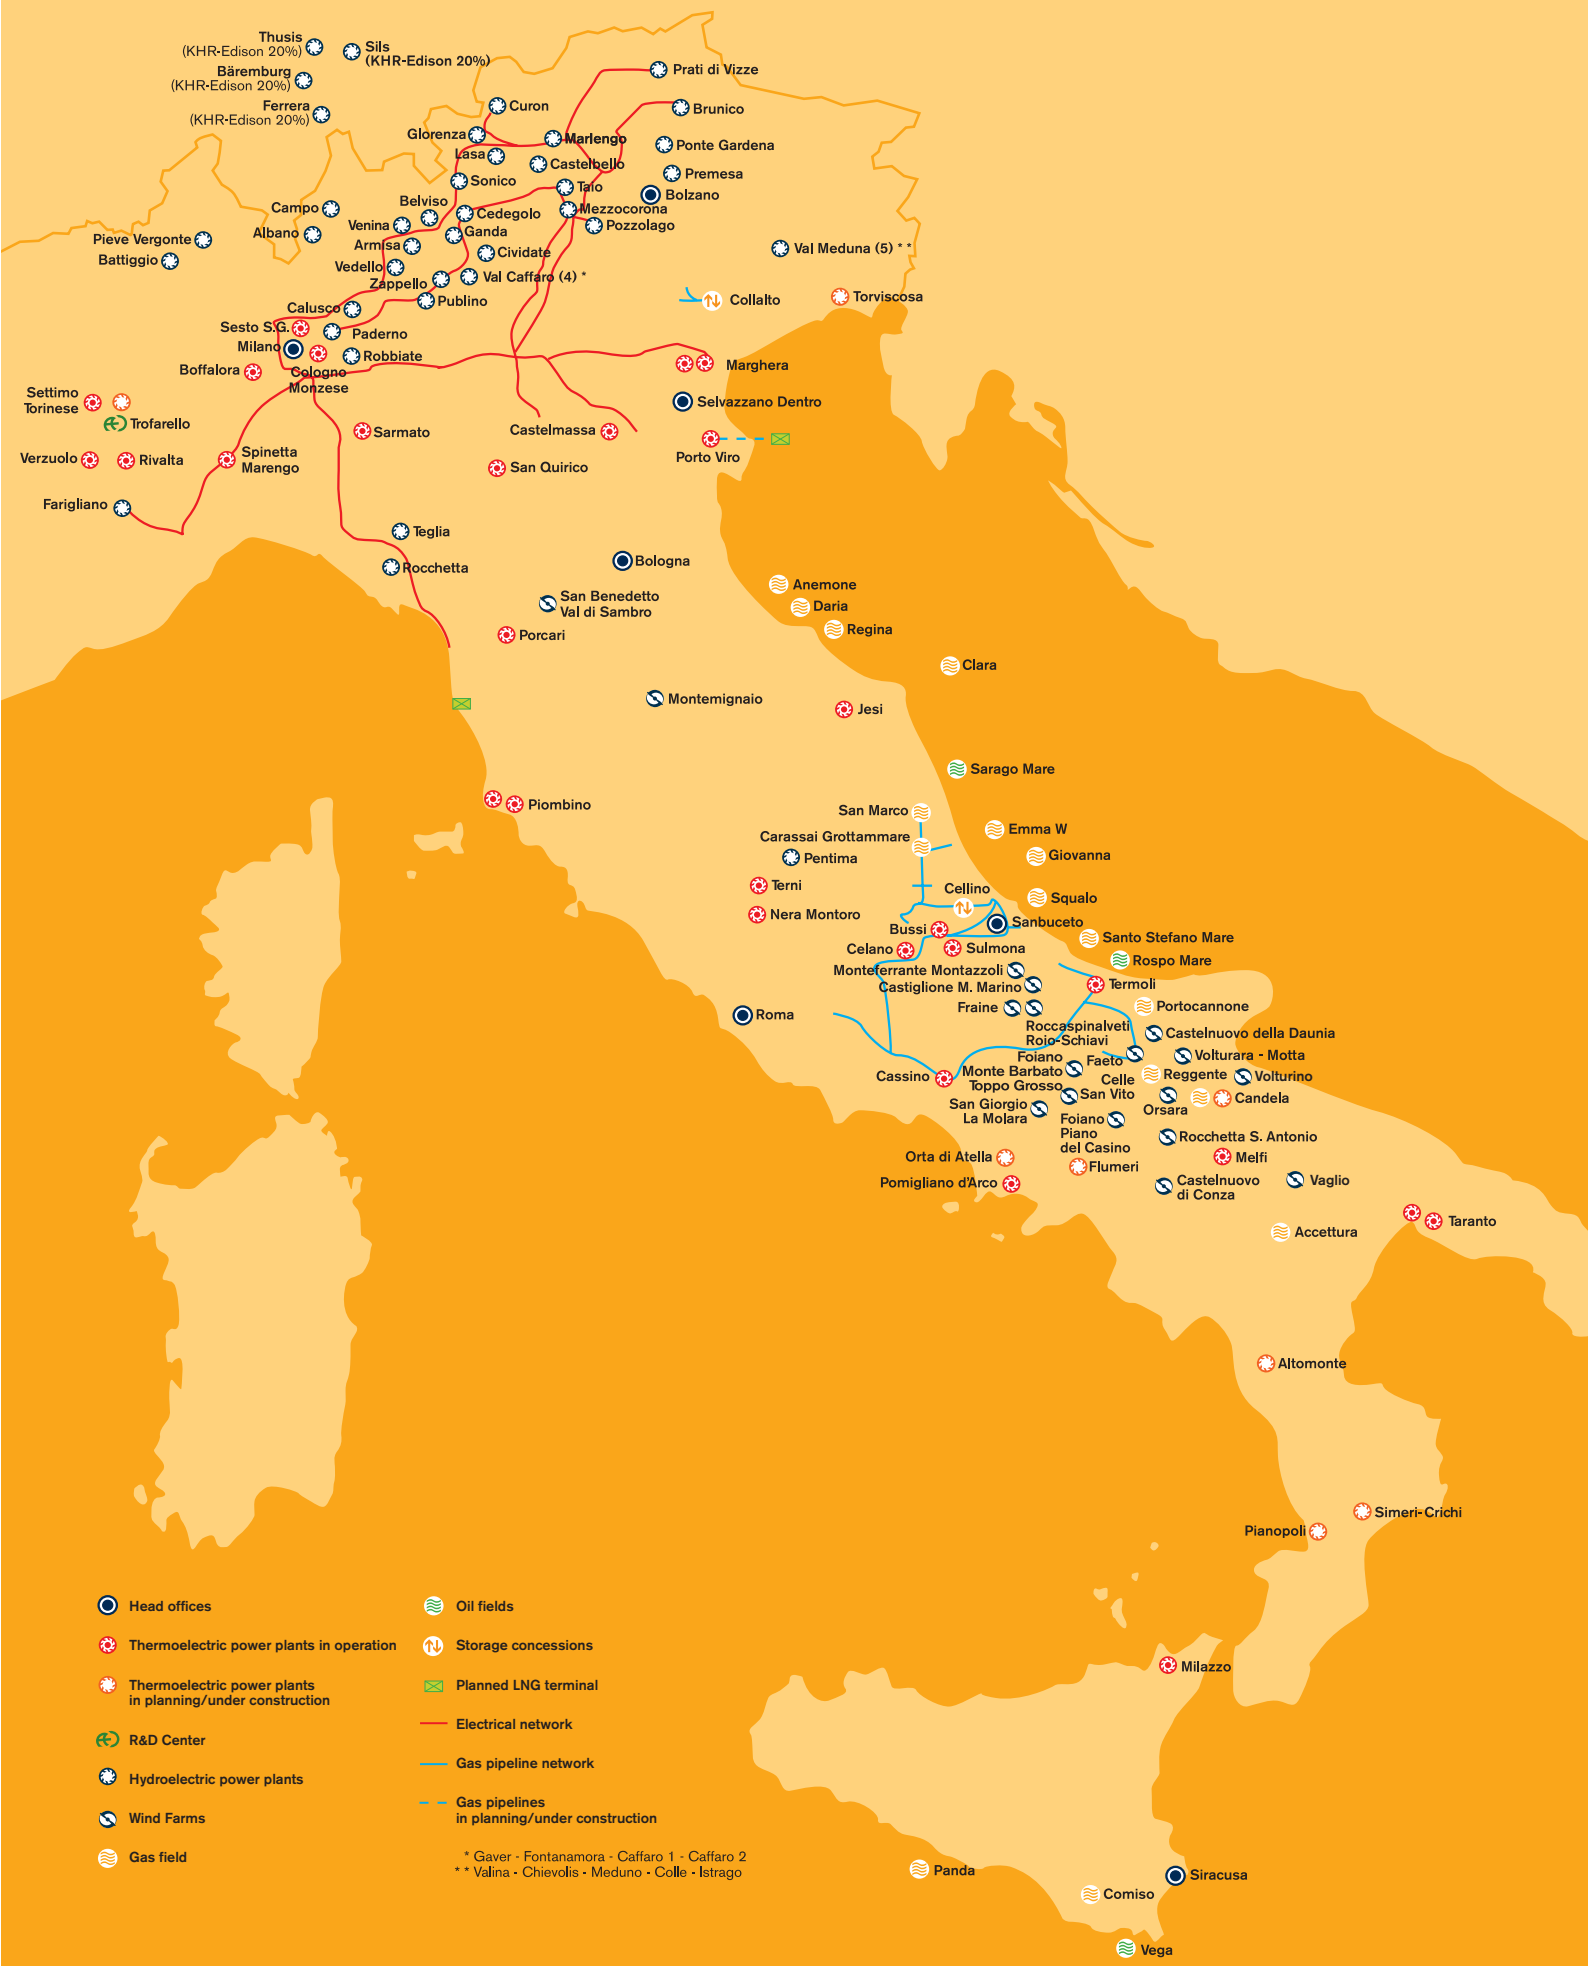 Thusis
(KHR-Edison 20%)
Sils
(KHR-Edison 20%)
Bäremburg
(KHR-Edison 20%)
Ferrera
(KHR-Edison 20%)
Prati di Vizze
Curon
Brunico
Glorenza
Marlengo
Ponte Gardena
Lasa
Castelbello
Premesa
Sonico
Taio
Bolzano
Belviso
Campo
Cedegolo
Mezzocorona
Venina
Pozzolago
Albano
Ganda
Pieve Vergonte
Armisa
Cividate
Val Meduna (5) * *
Battiggio
Vedello
Zappello
Val Caffaro (4) *
Publino
Collalto
Torviscosa
Calusco
Sesto S.G.
Paderno
Milano
Robbiate
Boffalora
Cologno
Monzese
Marghera
Settimo
Torinese
Selvazzano Dentro
Trofarello
Sarmato
Castelmassa
Porto Viro
Verzuolo
Rivalta
Spinetta
Marengo
San Quirico
Farigliano
Teglia
Rocchetta
Bologna
San Benedetto
Val di Sambro
Anemone
Daria
Regina
Porcari
Clara
Montemignaio
Jesi
Sarago Mare
Piombino
San Marco
Emma W
Carassai Grottammare
Pentima
Giovanna
Terni
Cellino
Squalo
Nera Montoro
Sanbuceto
Bussi
Santo Stefano Mare
Celano
Sulmona
Rospo Mare
Monteferrante Montazzoli
Castiglione M. Marino
Termoli
Fraine
Portocannone
Roma
Roccaspinalveti
Roio-Schiavi
Castelnuovo della Daunia
Foiano
Monte Barbato
Toppo Grosso
Faeto
Volturara - Motta
Cassino
Celle
San Vito
Reggente
Volturino
San Giorgio
La Molara
Orsara
Candela
Foiano
Piano
del Casino
Rocchetta S. Antonio
Orta di Atella
Flumeri
Melfi
Pomigliano d'Arco
Castelnuovo
di Conza
Vaglio
Taranto
Accettura
Altomonte
Simeri-Crichi
Pianopoli
Milazzo
Panda
Siracusa
Comiso
Vega
Head offices
Thermoelectric power plants in operation
Thermoelectric power plants
in planning/under construction
R&D Center
Hydroelectric power plants
Wind Farms
Gas field
Oil fields
Storage concessions
Planned LNG terminal
Electrical network
Gas pipeline network
Gas pipelines
in planning/under construction
* Gaver - Fontanamora - Caffaro 1 - Caffaro 2
* * Valina - Chievolis - Meduno - Colle - Istrago